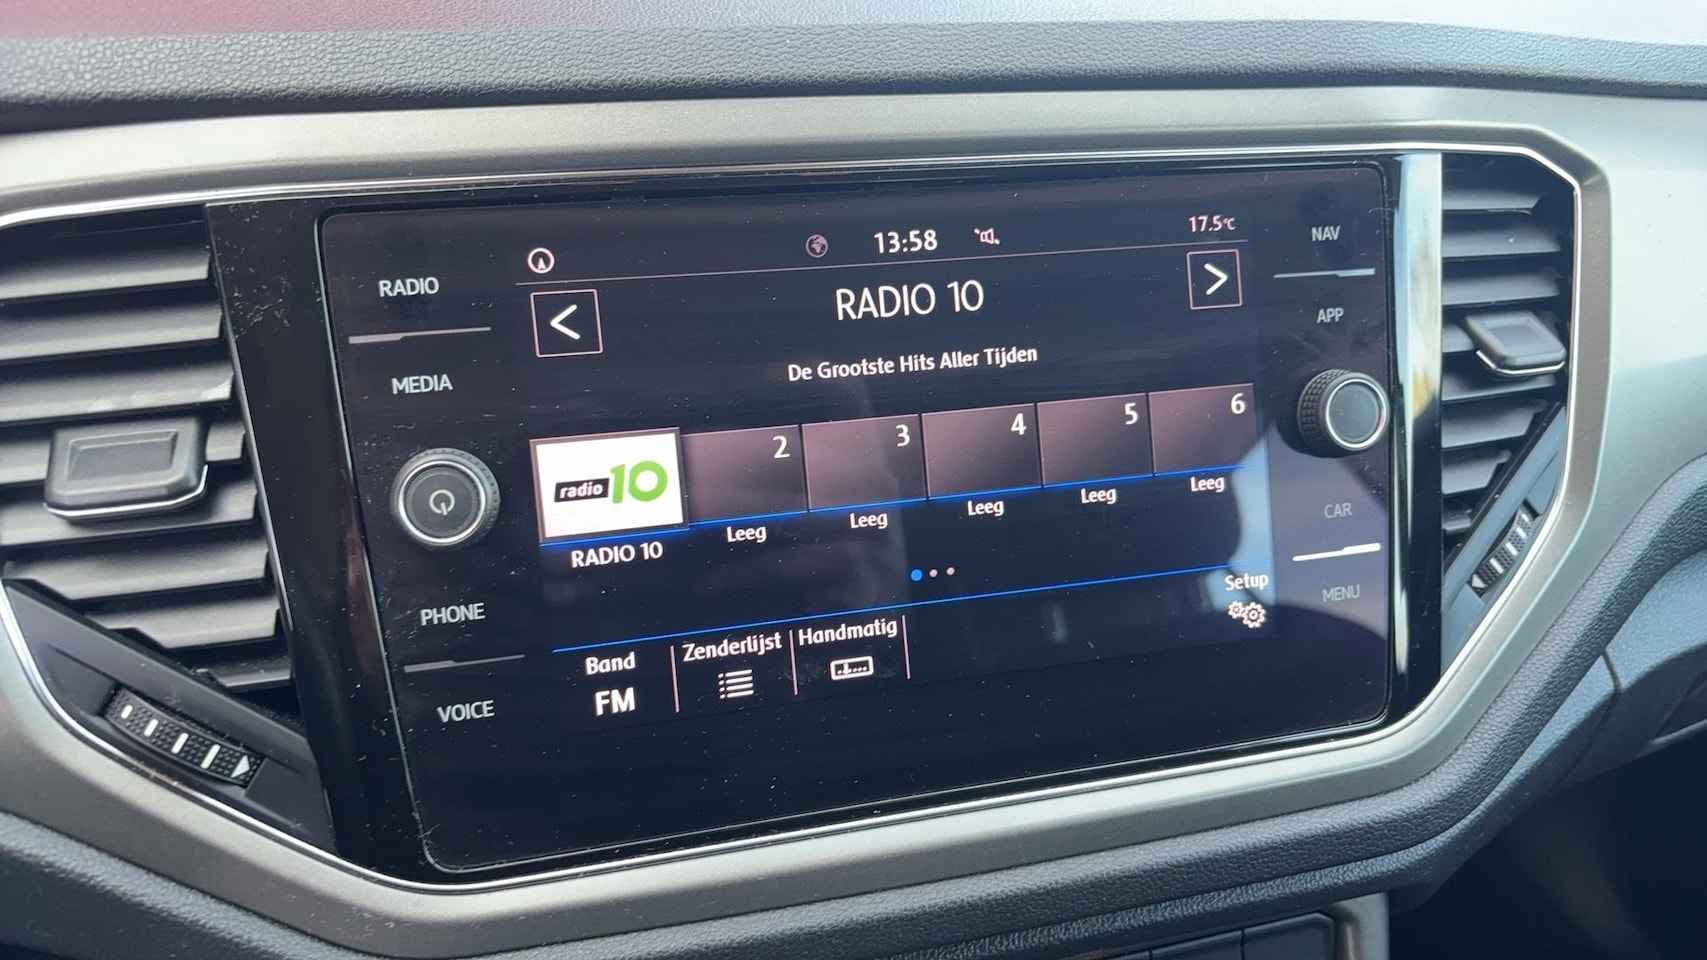 13:58
17.5°C
RADIO
MEDIA
PHONE
VOICE
NAV
APP
CAR
MENU
<
RADIO 10
>
De Grootste Hits Aller Tijden
radio 10
2
3
4
5
6
RADIO 10
Leeg
Leeg
Leeg
Leeg
Leeg
Setup
Band
FM
Zenderlijst
Handmatig